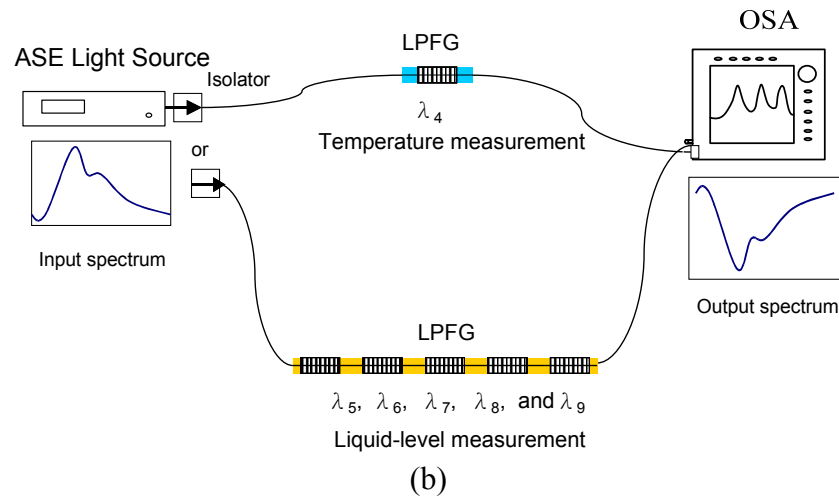 OSA
ASE Light Source
LPFG
Isolator
λ4
Temperature measurement
or
Input spectrum
Output spectrum
LPFG
λ5, λ6, λ7, λ8, and λ9
Liquid-level measurement
(b)